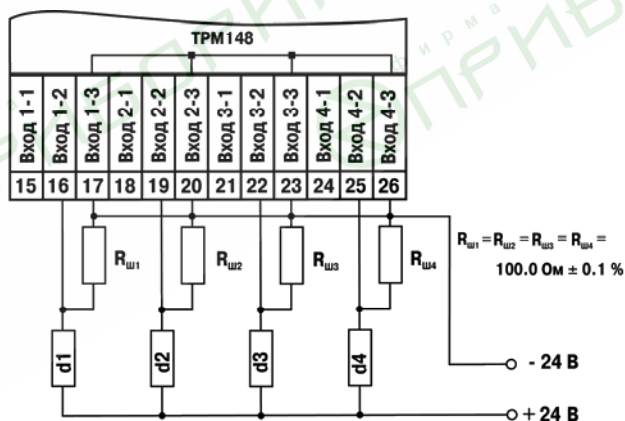 ТРМ148
Вход 1-1
Вход 1-2
Вход 1-3
Вход 2-1
Вход 2-2
Вход 2-3
Вход 3-1
Вход 3-2
Вход 3-3
Вход 4-1
Вход 4-2
Вход 4-3
15 16 17 18 19 20 21 22 23 24 25 26
Rш1 Rш2 Rш3 Rш4
Rш1 = Rш2 = Rш3 = Rш4 =
100.0 Ом ± 0.1 %
d1 d2 d3 d4
- 24 В
+ 24 В
фирма